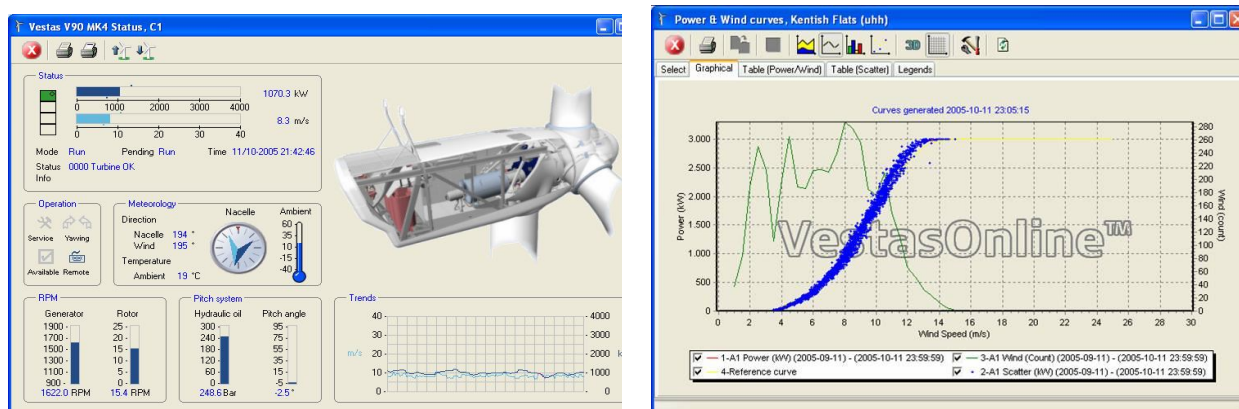 Vestas V90 MK4 Status, C1
Status
1070.3 kW
0 1000 2000 3000 4000
8.3 m/s
0 10 20 30 40
Mode Run Pending Run Time 11/10-2005 21:42:46
Status 0000 Turbine OK
Info
Operation
Service Yawing
Available Remote
Meteorology
Direction
Nacelle 194 °
Wind 195 °
Temperature
Ambient 19 °C
Nacelle
Ambient
60
35
10
-15
-40
RPM
Generator Rotor
1900 25
1700 20
1500 15
1300 10
1100 5
900 0
1622.0 RPM 15.4 RPM
Pitch system
Hydraulic oil Pitch angle
300 95
240 75
180 55
120 35
60 15
0 -5
248.6 Bar -2.5 °
Trends
40 4000
m/s 30
20 2000 k
10 1000
0 0
Power & Wind curves, Kentish Flats (uhh)
3D
Select Graphical Table (Power/Wind) Table (Scatter) Legends
Curves generated 2005-10-11 23:05:15
Power (kW)
3.000
2.500
2.000
1.500
1.000
500
0
VestasOnline™
280
260
240
220
200
180
160
140
120
100
80
60
40
20
0
Wind (count)
0 2 4 6 8 10 12 14 16 18 20 22 24 26 28 30
Wind Speed (m/s)
1-A1 Power (kW) (2005-09-11) - (2005-10-11 23:59:59)
3-A1 Wind (Count) (2005-09-11) - (2005-10-11 23:59:59)
4-Reference curve
2-A1 Scatter (kW) (2005-09-11) - (2005-10-11 23:59:59)